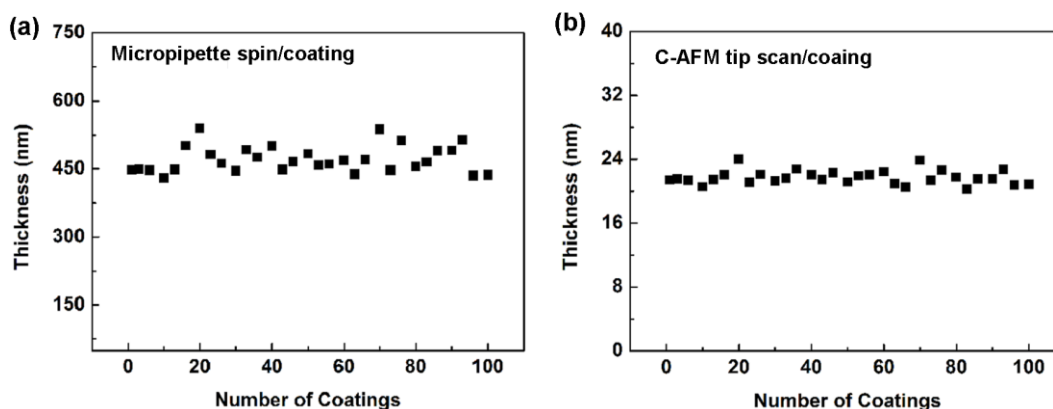 (a)
Micropipette spin/coating
Thickness (nm)
750
600
450
300
150
0 20 40 60 80 100
Number of Coatings
(b)
C-AFM tip scan/coaing
Thickness (nm)
40
32
24
16
8
0
0 20 40 60 80 100
Number of Coatings